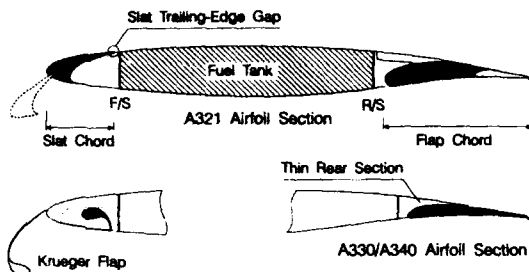 Slat Trailing-Edge Gap
Fuel Tank
F/S
R/S
A321 Airfoil Section
Slat Chord
Flap Chord
Thin Rear Section
Krueger Flap
A330/A340 Airfoil Section